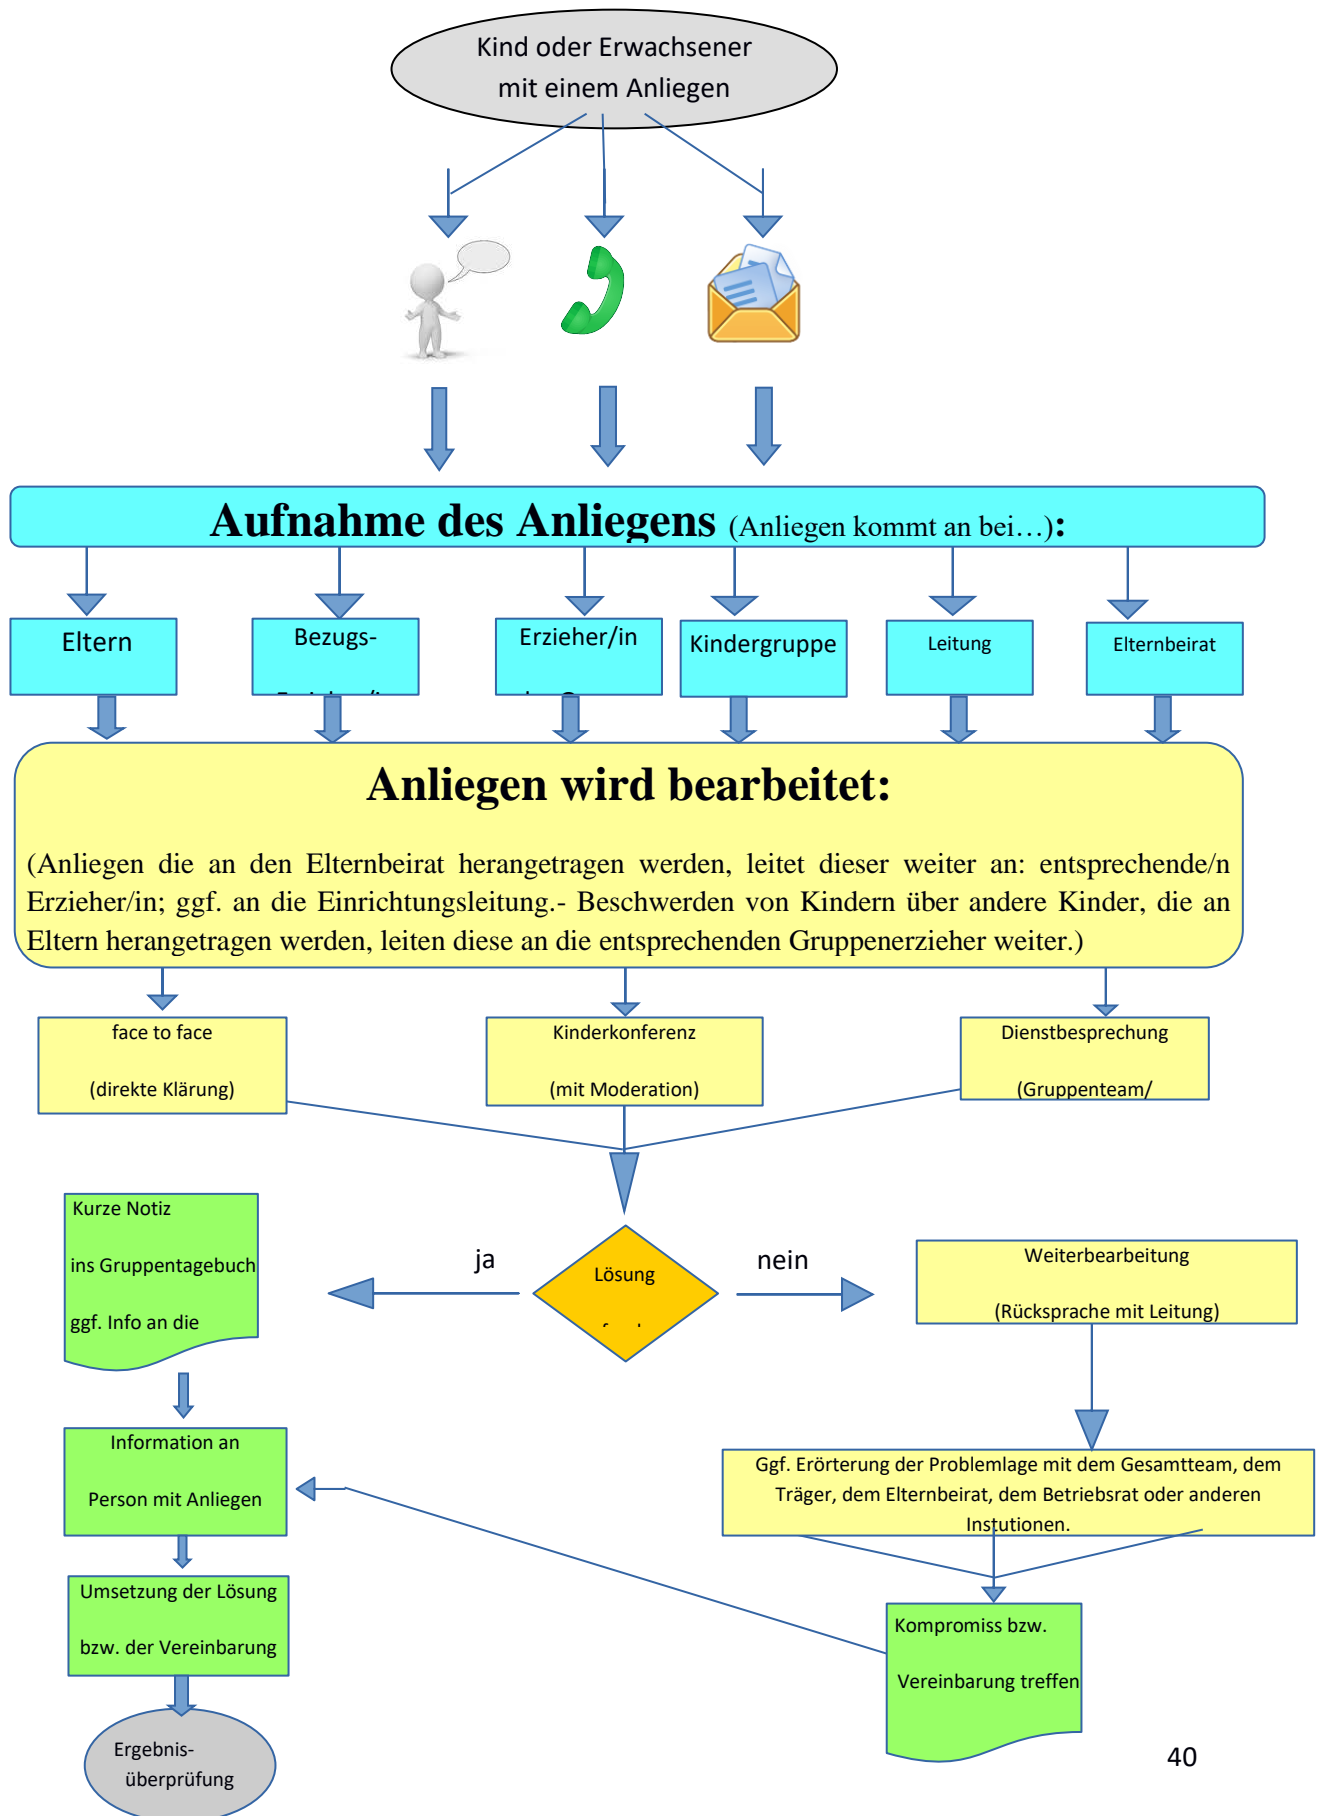 Kind oder Erwachsener
mit einem Anliegen
Aufnahme des Anliegens (Anliegen kommt an bei…):
Eltern
Bezugs-
Erzieher/in
Kindergruppe
Leitung
Elternbeirat
Anliegen wird bearbeitet:
(Anliegen die an den Elternbeirat herangetragen werden, leitet dieser weiter an: entsprechende/n
Erzieher/in; ggf. an die Einrichtungsleitung.- Beschwerden von Kindern über andere Kinder, die an
Eltern herangetragen werden, leiten diese an die entsprechenden Gruppenerzieher weiter.)
face to face
(direkte Klärung)
Kinderkonferenz
(mit Moderation)
Dienstbesprechung
(Gruppenteam/
Kurze Notiz
ins Gruppentagebuch
ggf. Info an die
ja
Lösung
nein
Weiterbearbeitung
(Rücksprache mit Leitung)
Information an
Person mit Anliegen
Ggf. Erörterung der Problemlage mit dem Gesamtteam, dem
Träger, dem Elternbeirat, dem Betriebsrat oder anderen
Instutionen.
Umsetzung der Lösung
bzw. der Vereinbarung
Kompromiss bzw.
Vereinbarung treffen
Ergebnis-
überprüfung
40